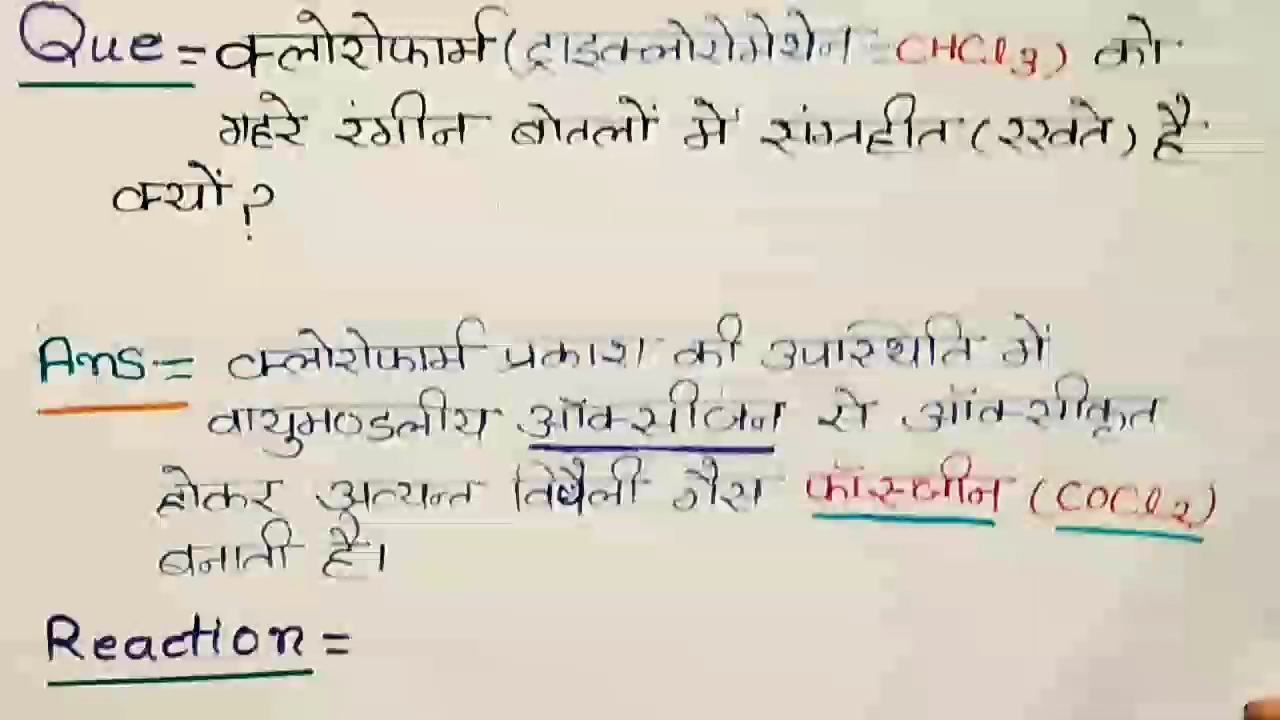 Que = क्लोरोफार्म (ट्राइक्लोरोमेथेन = CHCl3) को
गहरे रंगीन बोतलों में संग्रहीत (रखते) है
क्यों?
Ans = क्लोरोफार्म प्रकाश की उपस्थिति में
वायुमण्डलीय ऑक्सीजन से ऑक्सीकृत
होकर अत्यन्त विषैली गैस फॉस्जीन (COCl2)
बनाती है।
Reaction =